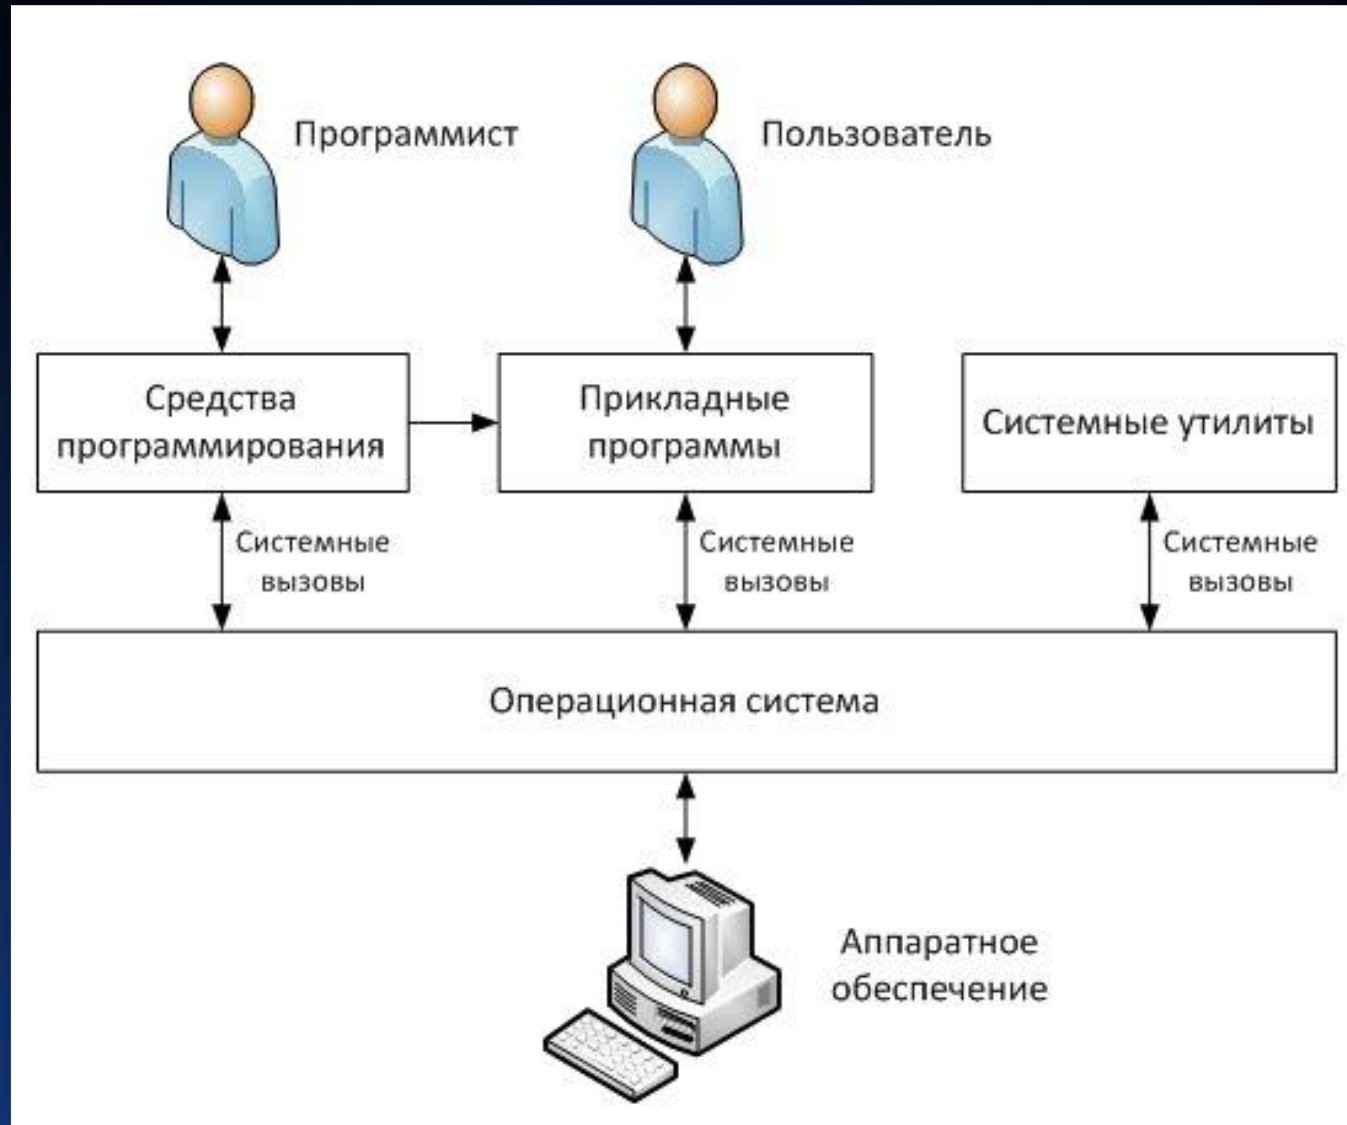 Программист
Пользователь
Средства
программирования
Прикладные
программы
Системные утилиты
Системные
вызовы
Системные
вызовы
Системные
вызовы
Операционная система
Аппаратное
обеспечение